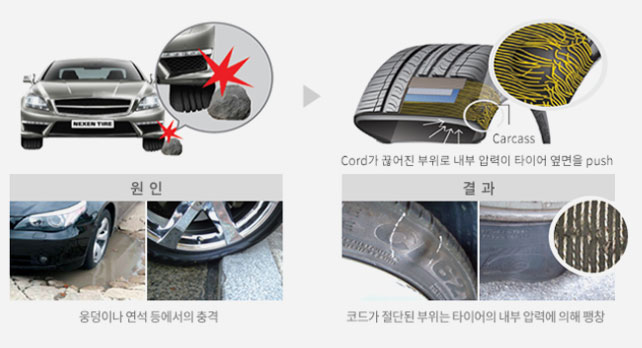 NEXEN TIRE
Carcass
Cord가 끊어진 부위로 내부 압력이 타이어 옆면을 push
원 인
결 과
웅덩이나 연석 등에서의 충격
코드가 절단된 부위는 타이어의 내부 압력에 의해 팽창